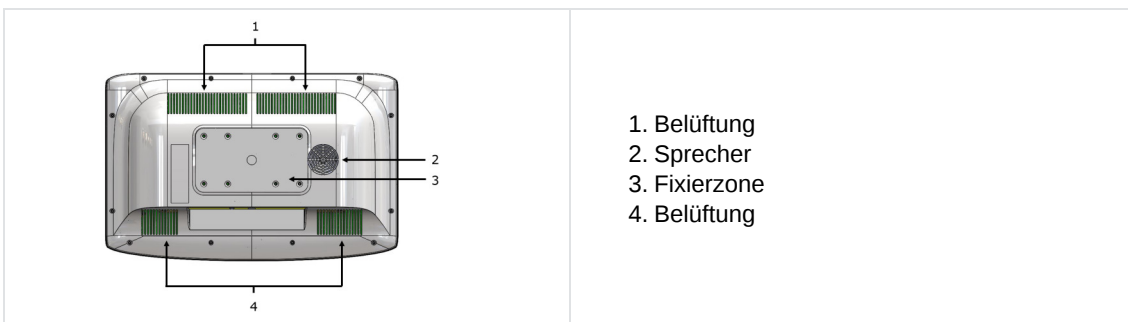 1
2
3
4
1. Belüftung
2. Sprecher
3. Fixierzone
4. Belüftung